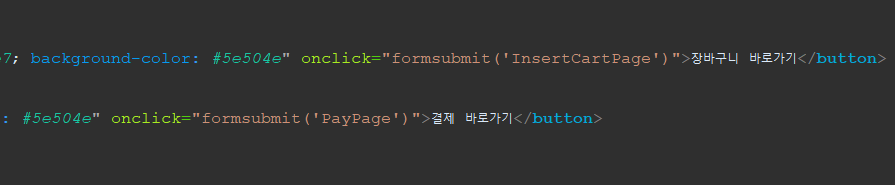 7; background-color: #5e504e" onclick="formsubmit('InsertCartPage')">장바구니 바로가기</button>
: #5e504e" onclick="formsubmit('PayPage')">결제 바로가기</button>